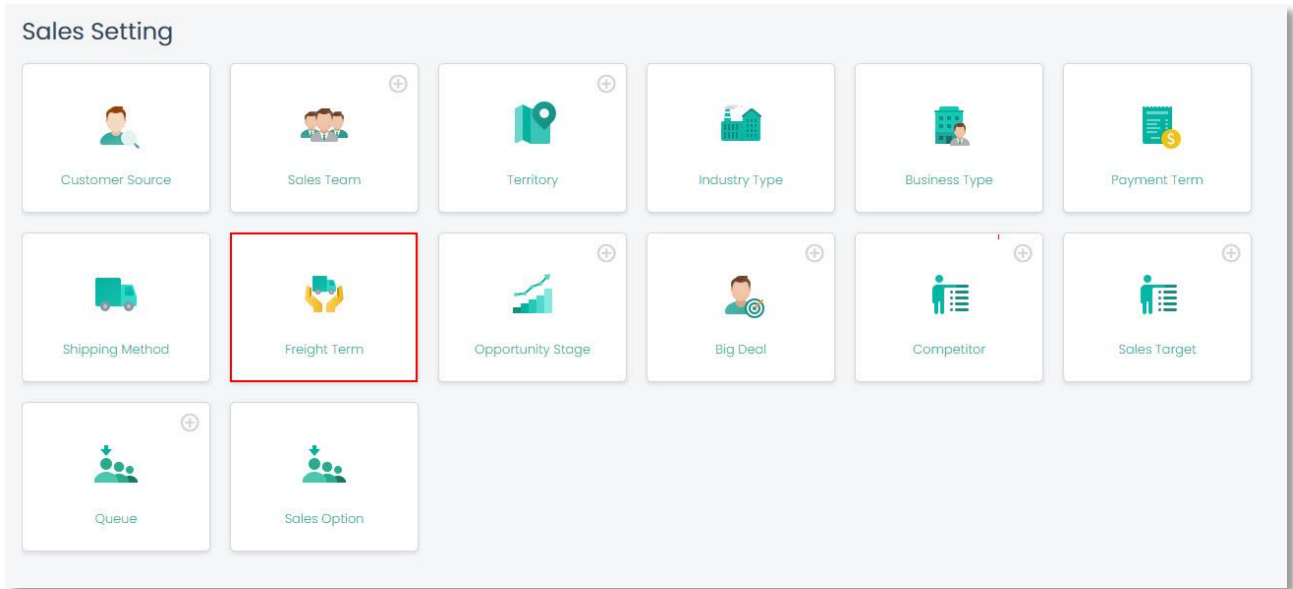 Sales Setting
Customer Source
Sales Team
Territory
Industry Type
Business Type
Payment Term
Shipping Method
Freight Term
Opportunity Stage
Big Deal
Competitor
Sales Target
Queue
Sales Option